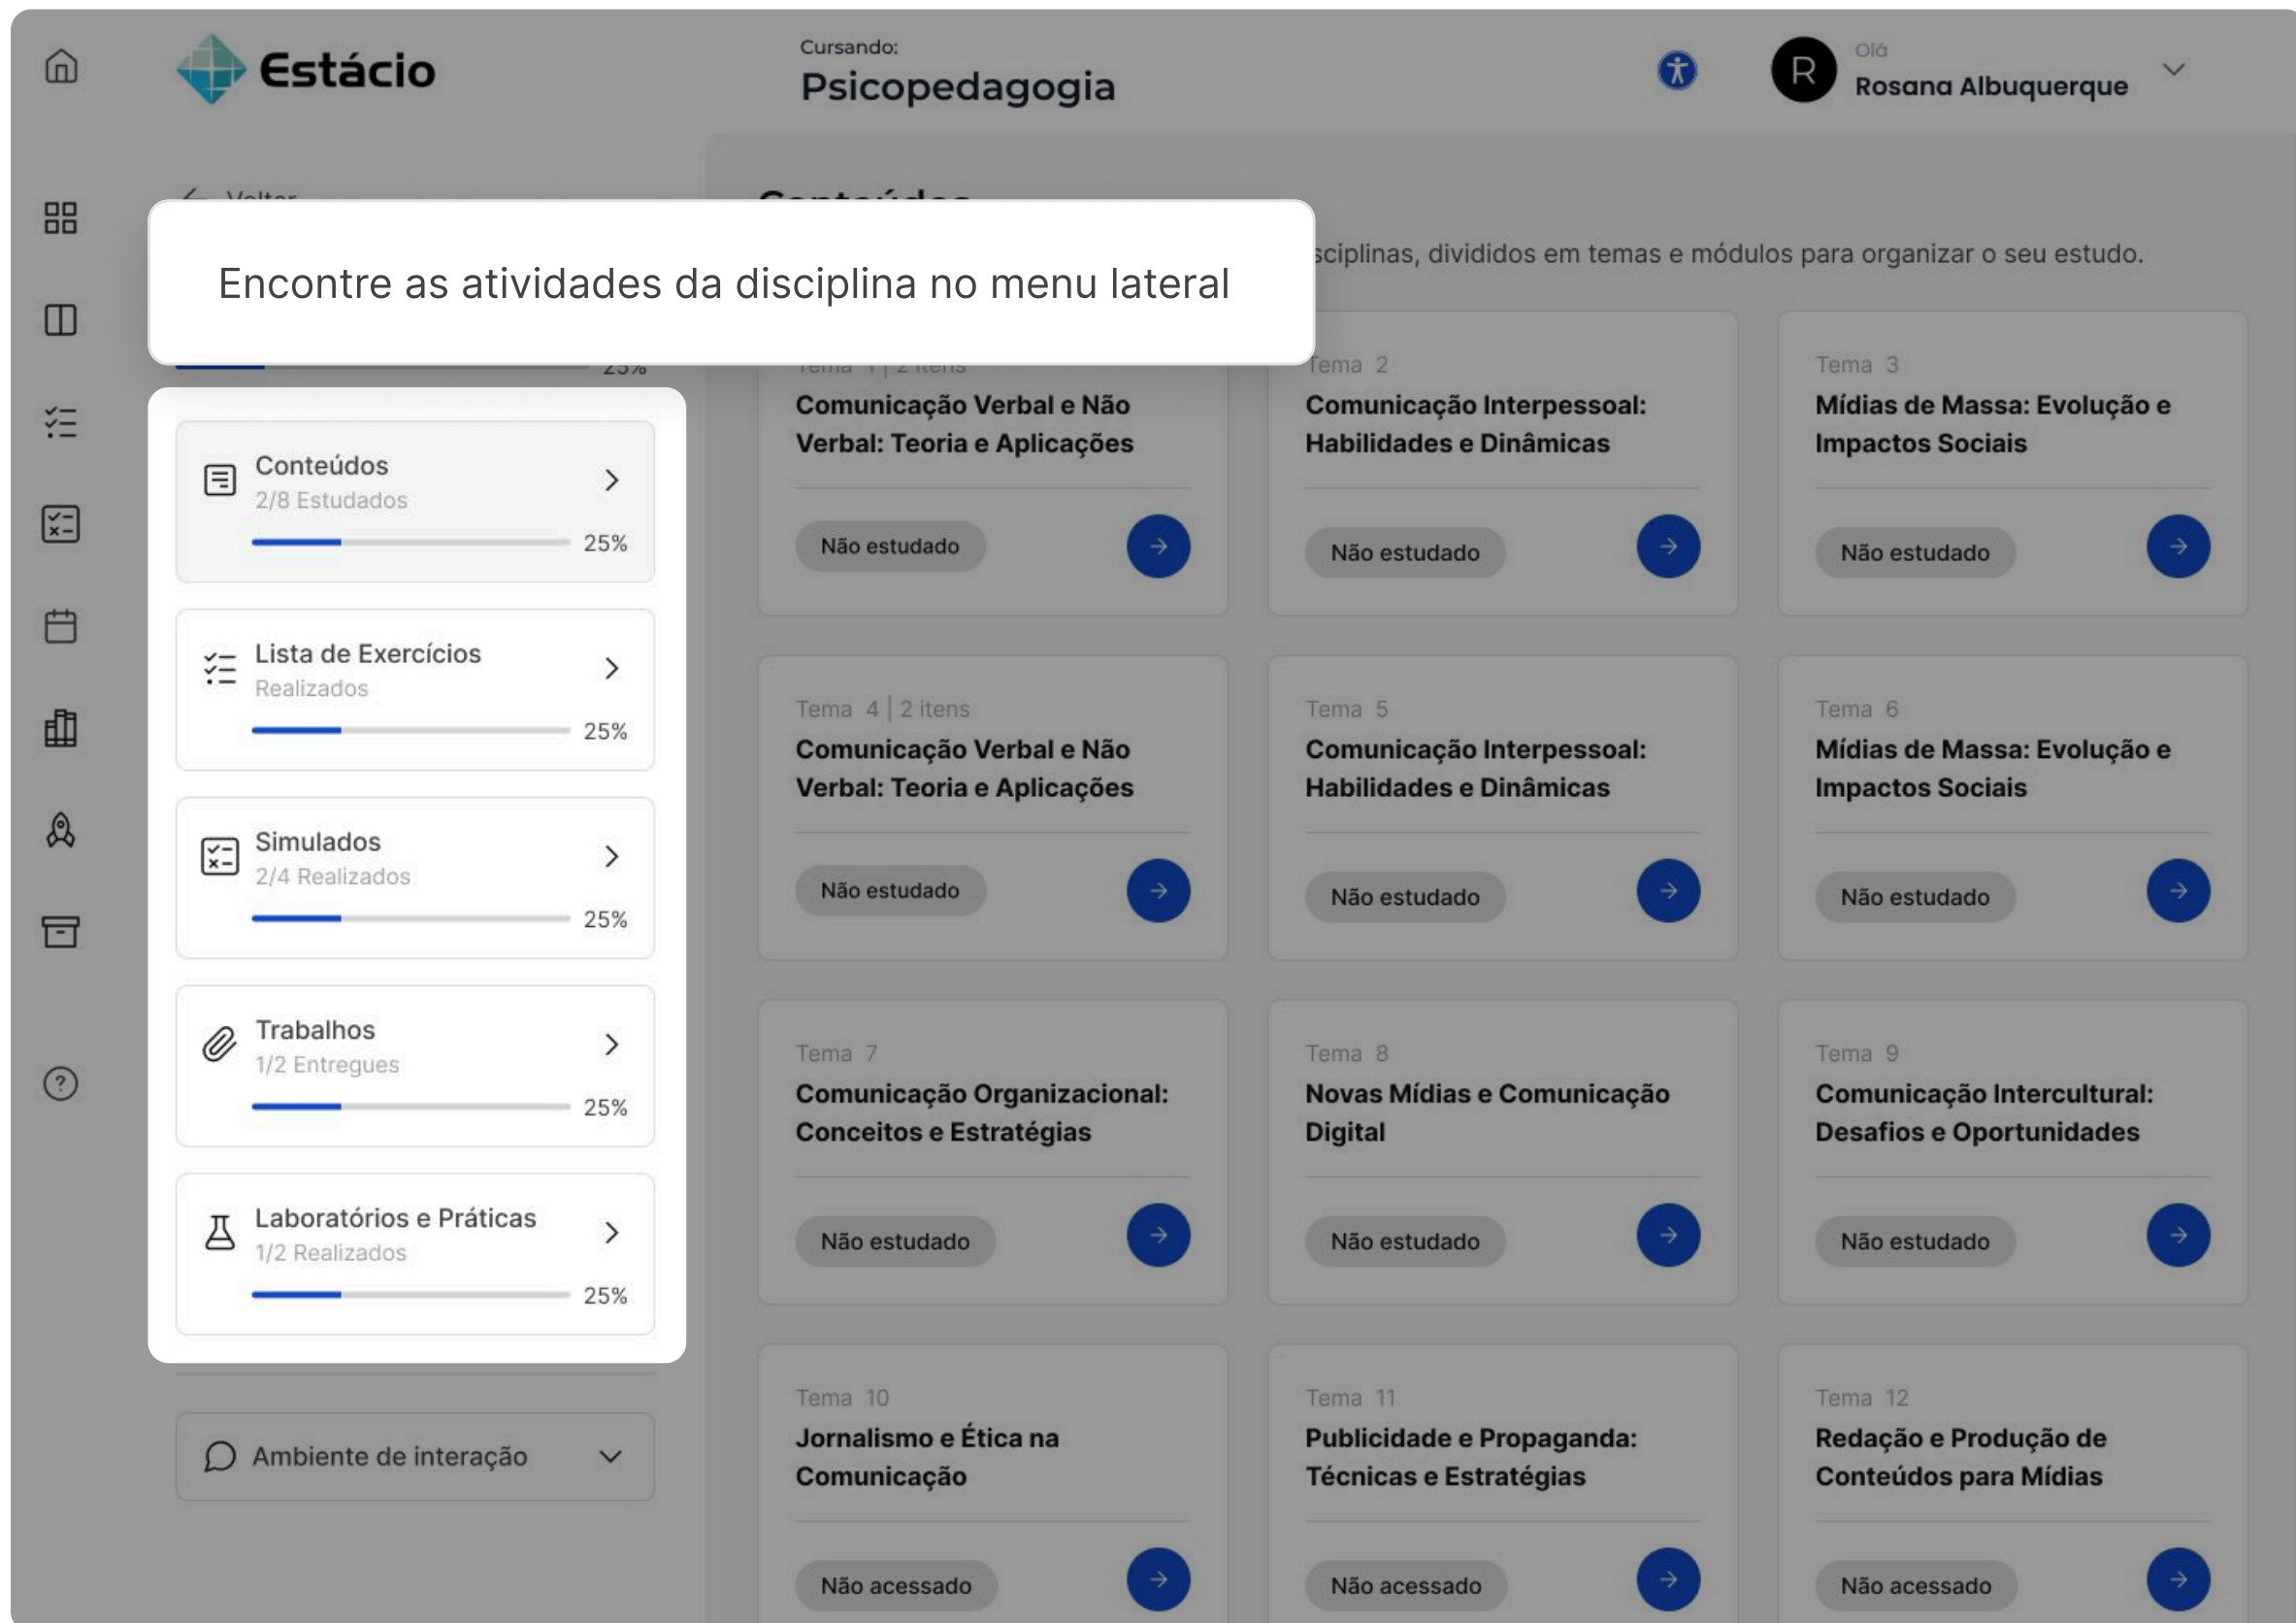 Estácio
Cursando:
Psicopedagogia
R
Olá
Rosana Albuquerque
Voltar
Conteúdos
Encontre as atividades da disciplina no menu lateral
sciplinas, divididos em temas e módulos para organizar o seu estudo.
25%
Conteúdos
2/8 Estudados
25%
Lista de Exercícios
Realizados
25%
Simulados
2/4 Realizados
25%
Trabalhos
1/2 Entregues
25%
Laboratórios e Práticas
1/2 Realizados
25%
Ambiente de interação
Tema 1 | 2 itens
Comunicação Verbal e Não
Verbal: Teoria e Aplicações
Não estudado
Tema 2
Comunicação Interpessoal:
Habilidades e Dinâmicas
Não estudado
Tema 3
Mídias de Massa: Evolução e
Impactos Sociais
Não estudado
Tema 4 | 2 itens
Comunicação Verbal e Não
Verbal: Teoria e Aplicações
Não estudado
Tema 5
Comunicação Interpessoal:
Habilidades e Dinâmicas
Não estudado
Tema 6
Mídias de Massa: Evolução e
Impactos Sociais
Não estudado
Tema 7
Comunicação Organizacional:
Conceitos e Estratégias
Não estudado
Tema 8
Novas Mídias e Comunicação
Digital
Não estudado
Tema 9
Comunicação Intercultural:
Desafios e Oportunidades
Não estudado
Tema 10
Jornalismo e Ética na
Comunicação
Não acessado
Tema 11
Publicidade e Propaganda:
Técnicas e Estratégias
Não acessado
Tema 12
Redação e Produção de
Conteúdos para Mídias
Não acessado